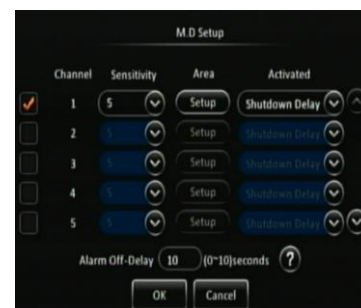 M.D Setup
Channel Sensitivity Area Activated
1 5 Setup Shutdown Delay
2 5 Setup Shutdown Delay
3 5 Setup Shutdown Delay
4 5 Setup Shutdown Delay
5 5 Setup Shutdown Delay
Alarm Off-Delay 10 (0~10)seconds ?
OK Cancel